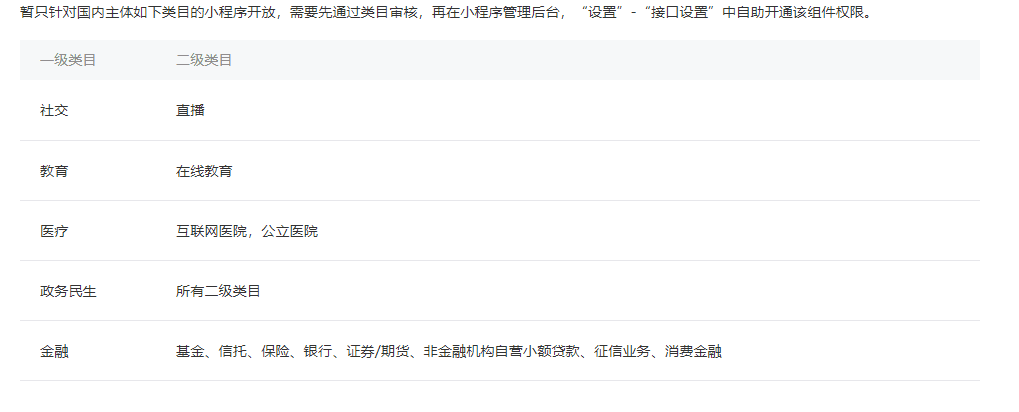 暂只针对国内主体如下类目的小程序开放，需要先通过类目审核，再在小程序管理后台，“设置”-“接口设置”中自助开通该组件权限。
一级类目 二级类目
社交 直播
教育 在线教育
医疗 互联网医院，公立医院
政务民生 所有二级类目
金融 基金、信托、保险、银行、证券/期货、非金融机构自营小额贷款、征信业务、消费金融